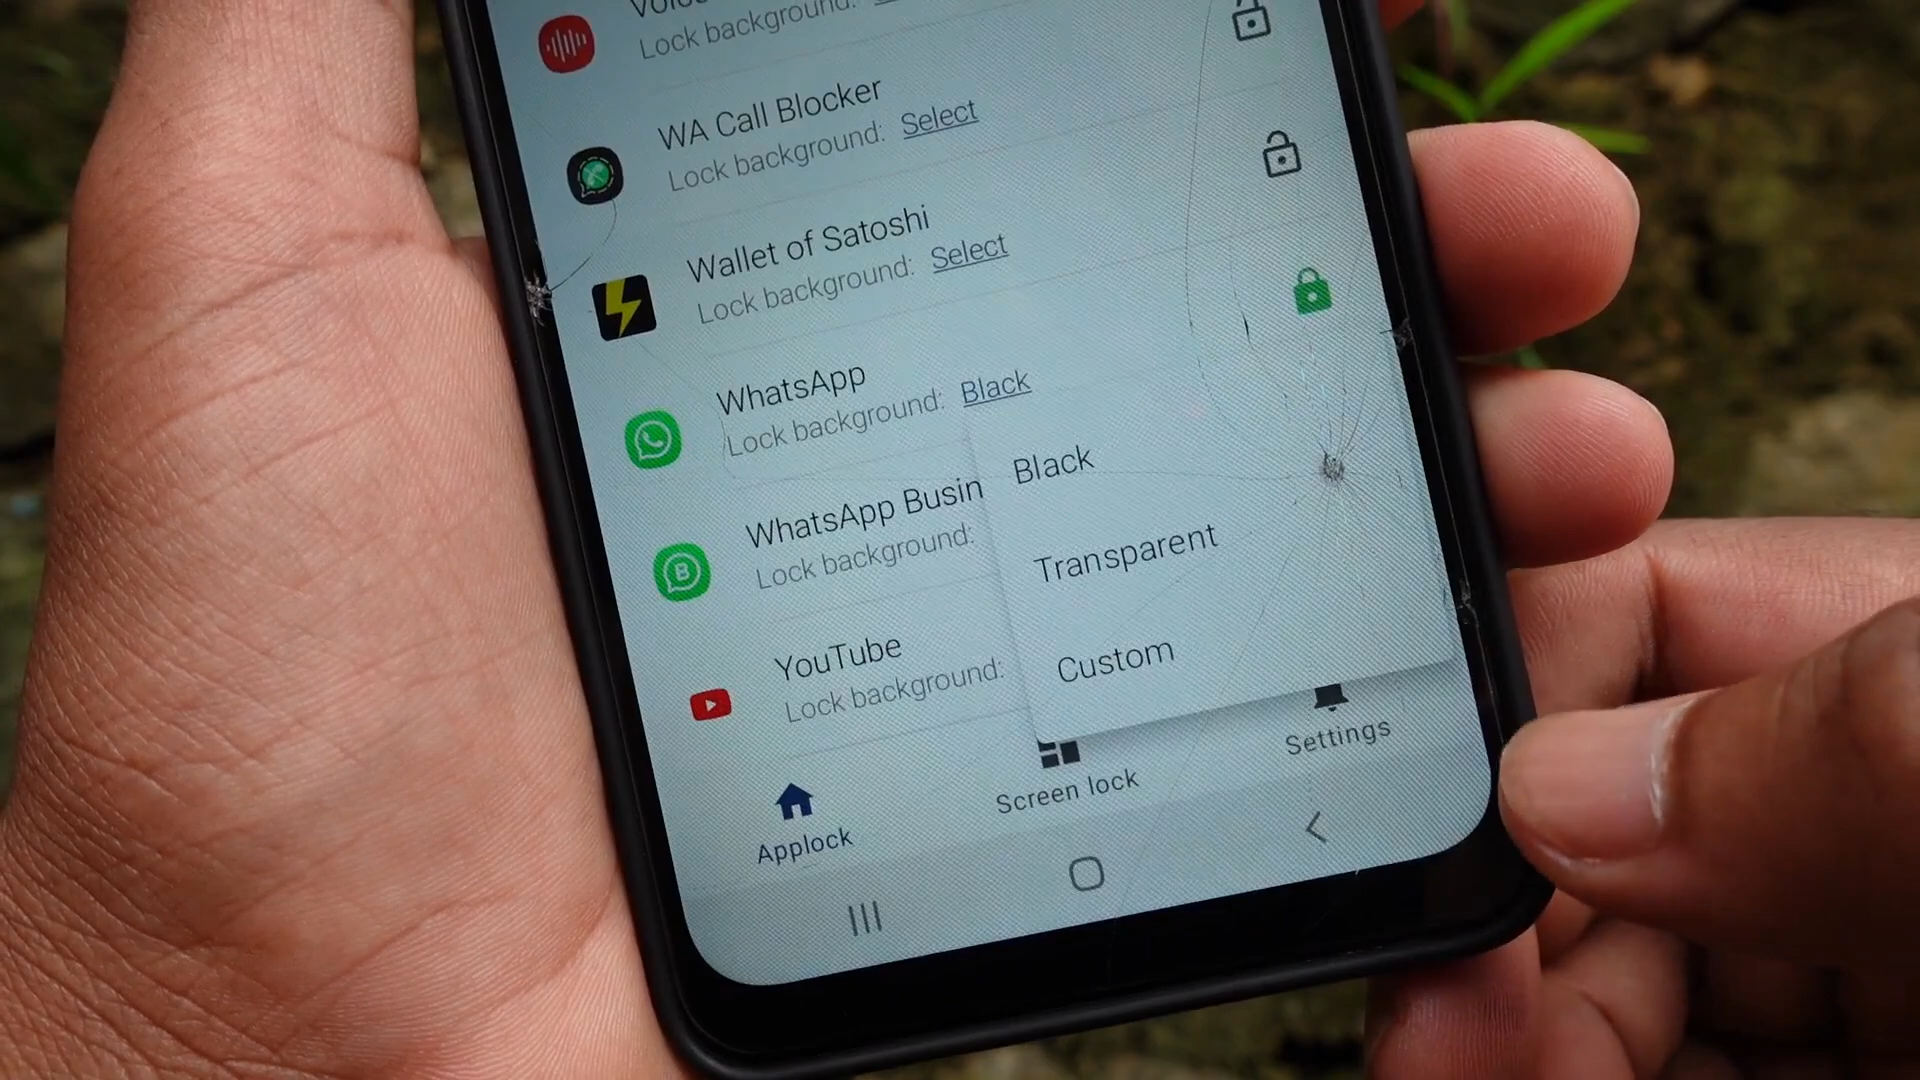 Lock background:
WA Call Blocker
Lock background: Select
Wallet of Satoshi
Lock background: Select
WhatsApp
Lock background: Black
Black
WhatsApp Busin
Lock background:
Transparent
YouTube
Lock background:
Custom
Applock
Screen lock
Settings